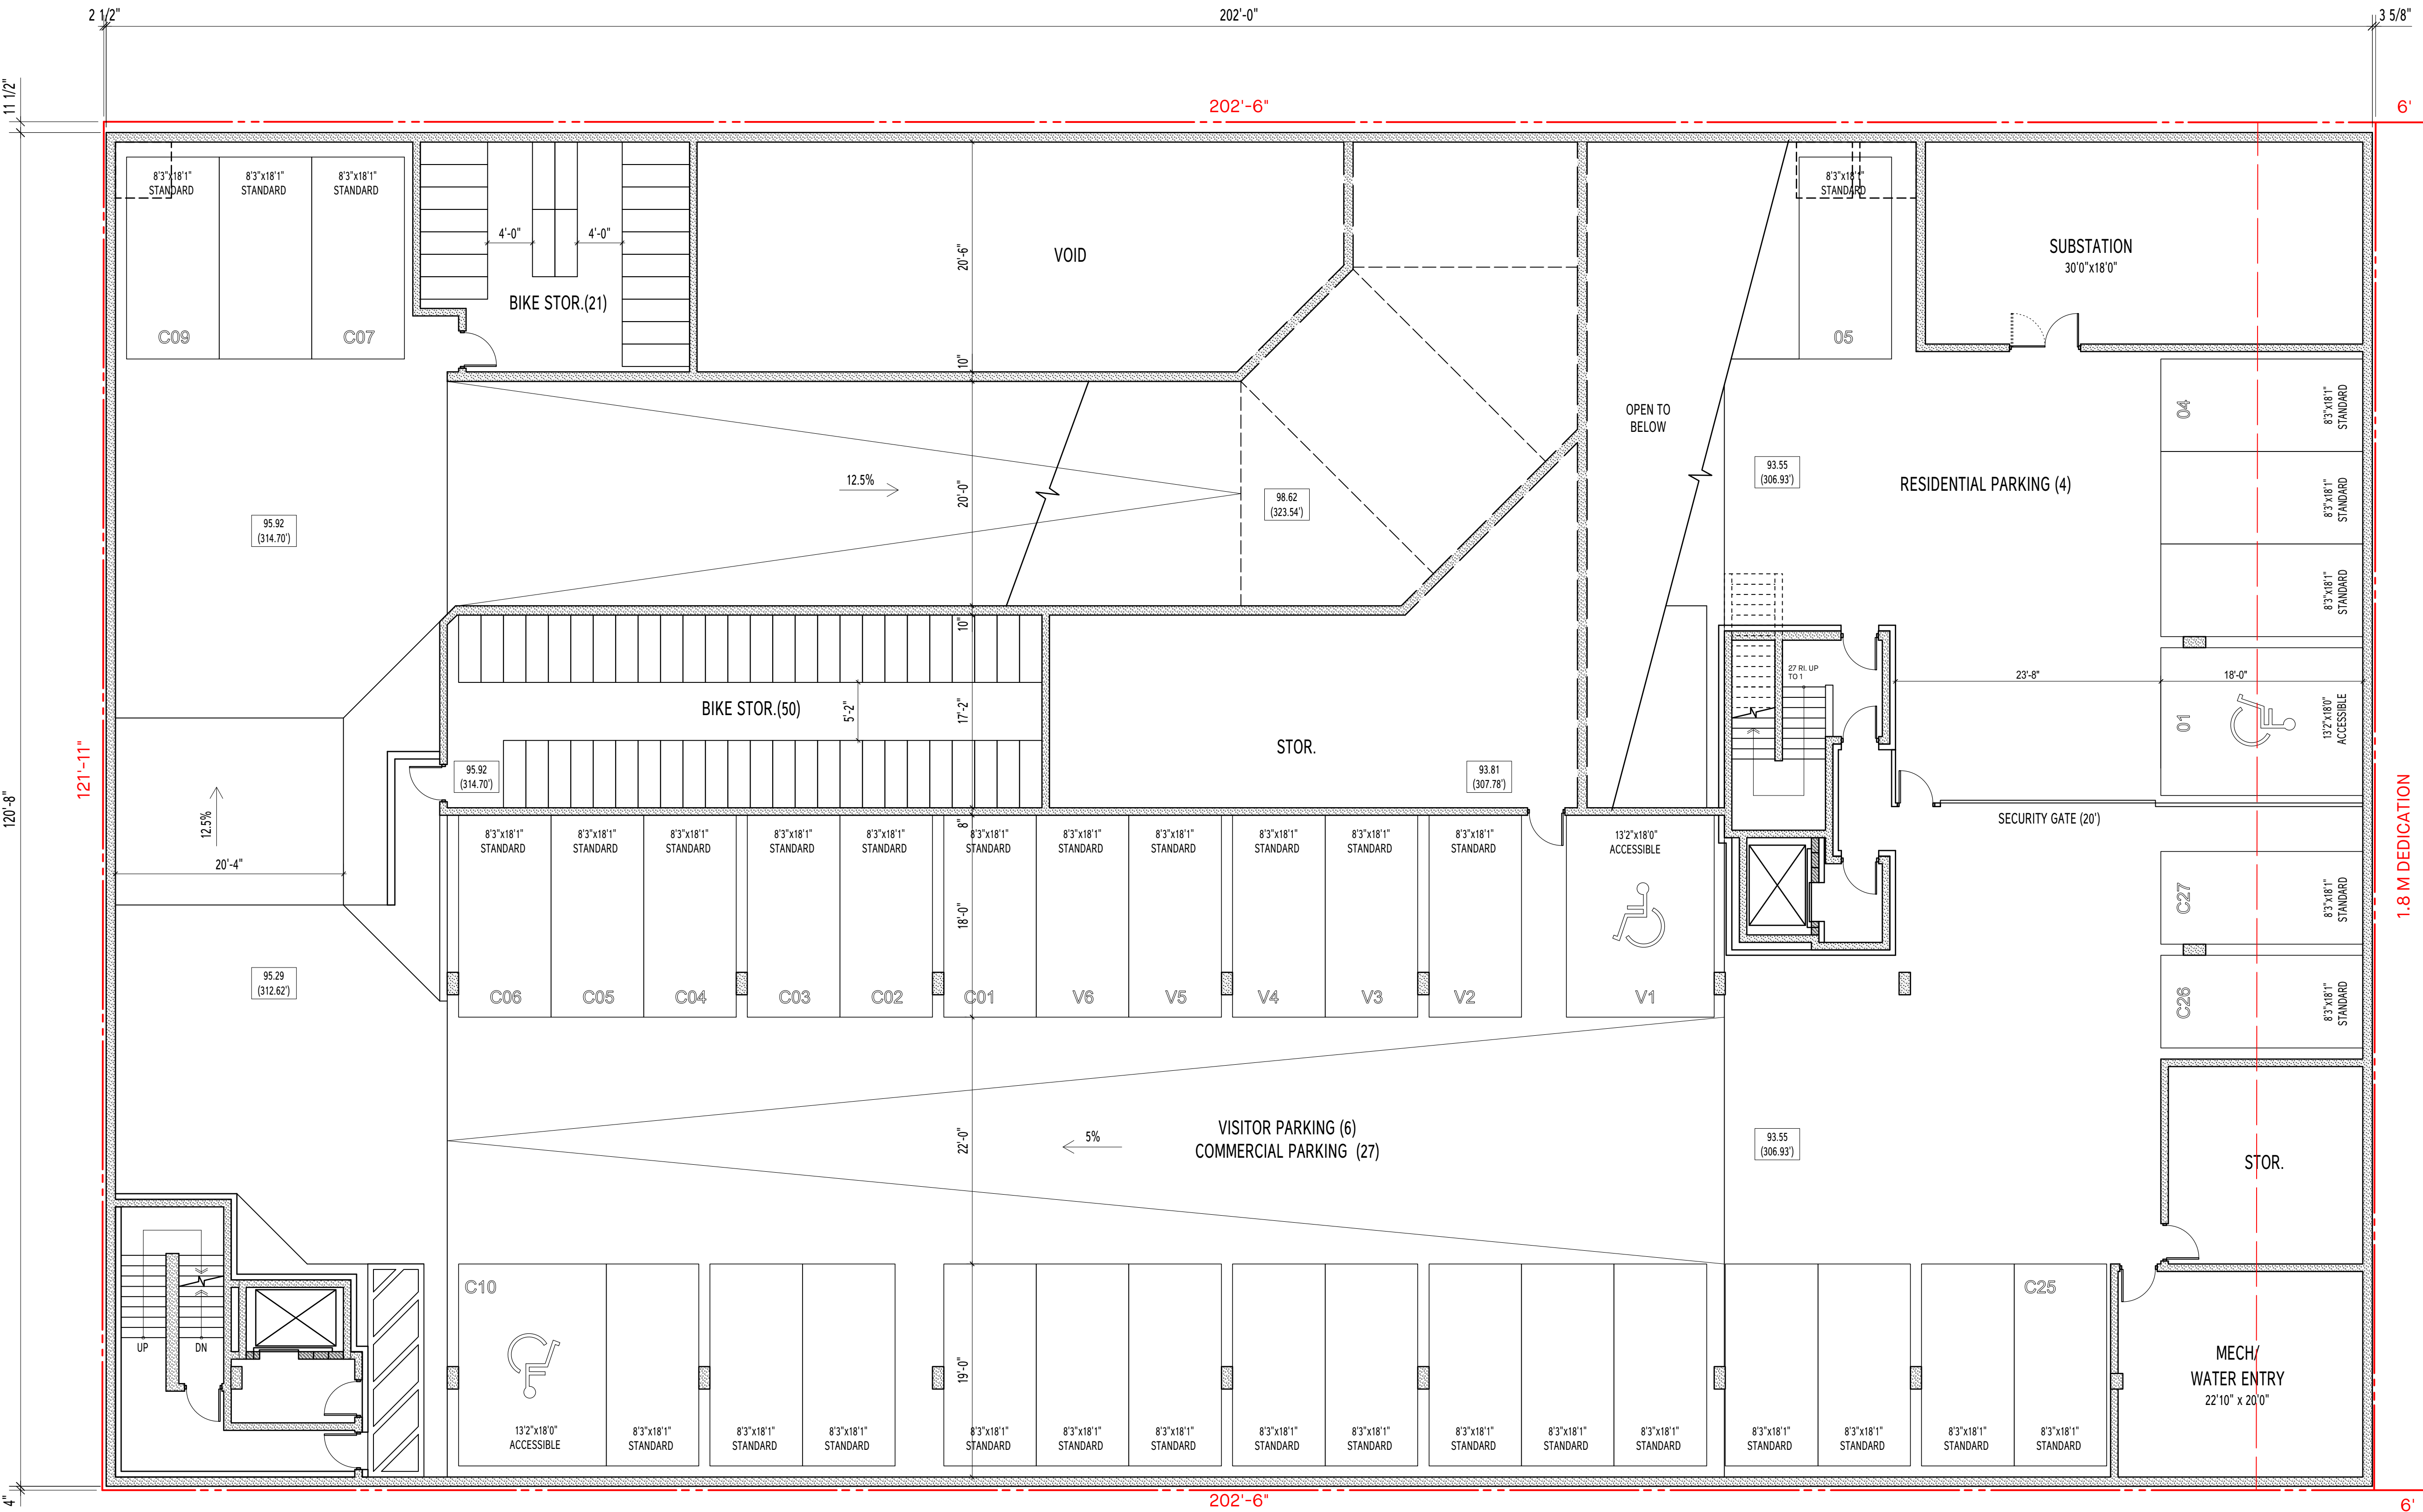 2 1/2"
202'-0"
3 5/8"
11 1/2"
202'-6"
6'
8'3"x18'1"
STANDARD
8'3"x18'1"
STANDARD
8'3"x18'1"
STANDARD
C09
C07
4'-0"
4'-0"
BIKE STOR.(21)
20'-6"
VOID
10"
8'3"x18'1"
STANDARD
05
SUBSTATION
30'0"x18'0"
OPEN TO
BELOW
04
8'3"x18'1"
STANDARD
12.5%
20'-0"
98.62
(323.54')
93.55
(306.93')
RESIDENTIAL PARKING (4)
8'3"x18'1"
STANDARD
95.92
(314.70')
8'3"x18'1"
STANDARD
10"
27 RI. UP
TO 1
23'-8"
18'-0"
BIKE STOR.(50)
5'-2"
17'-2"
STOR.
01
13'2"x18'0"
ACCESSIBLE
121'-11"
120'-8"
95.92
(314.70')
93.81
(307.78')
12.5%
20'-4"
8"
SECURITY GATE (20')
1.8 M DEDICATION
8'3"x18'1"
STANDARD
8'3"x18'1"
STANDARD
8'3"x18'1"
STANDARD
8'3"x18'1"
STANDARD
8'3"x18'1"
STANDARD
8'3"x18'1"
STANDARD
8'3"x18'1"
STANDARD
8'3"x18'1"
STANDARD
8'3"x18'1"
STANDARD
8'3"x18'1"
STANDARD
8'3"x18'1"
STANDARD
13'2"x18'0"
ACCESSIBLE
18'-0"
C27
8'3"x18'1"
STANDARD
95.29
(312.62')
C06
C05
C04
C03
C02
C01
V6
V5
V4
V3
V2
V1
C26
8'3"x18'1"
STANDARD
22'-0"
5%
VISITOR PARKING (6)
COMMERCIAL PARKING (27)
93.55
(306.93')
STOR.
C10
C25
UP
DN
19'-0"
MECH/
WATER ENTRY
22'10" x 20'0"
13'2"x18'0"
ACCESSIBLE
8'3"x18'1"
STANDARD
8'3"x18'1"
STANDARD
8'3"x18'1"
STANDARD
8'3"x18'1"
STANDARD
8'3"x18'1"
STANDARD
8'3"x18'1"
STANDARD
8'3"x18'1"
STANDARD
8'3"x18'1"
STANDARD
8'3"x18'1"
STANDARD
8'3"x18'1"
STANDARD
8'3"x18'1"
STANDARD
8'3"x18'1"
STANDARD
8'3"x18'1"
STANDARD
8'3"x18'1"
STANDARD
8'3"x18'1"
STANDARD
4"
202'-6"
6'